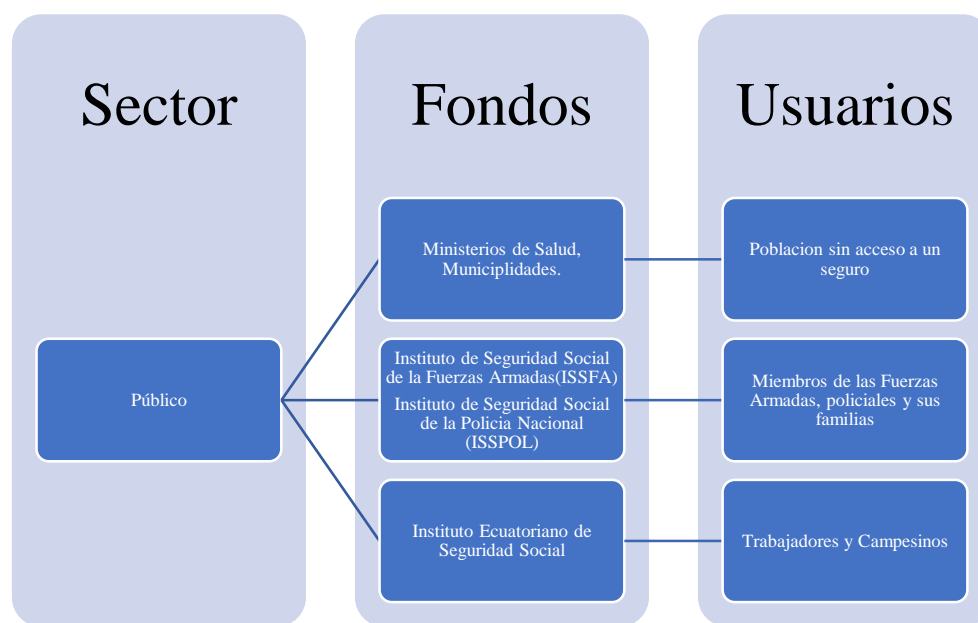 Sector
Fondos
Usuarios
Público
Ministerios de Salud,
Municiplidades.
Poblacion sin acceso a un
seguro
Instituto de Seguridad Social
de la Fuerzas Armadas(ISSFA)
Instituto de Seguridad Social
de la Policia Nacional
(ISSPOL)
Miembros de las Fuerzas
Armadas, policiales y sus
familias
Instituto Ecuatoriano de
Seguridad Social
Trabajadores y Campesinos